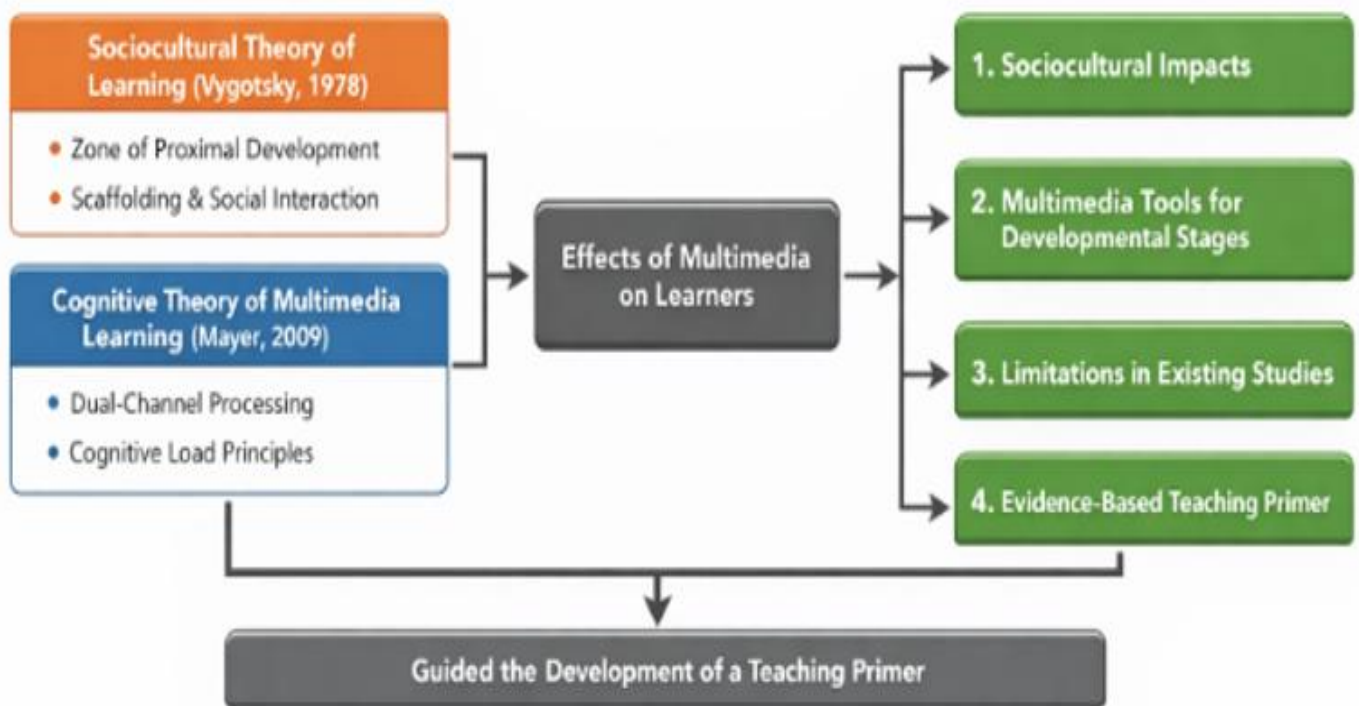 Sociocultural Theory of
Learning (Vygotsky, 1978)
• Zone of Proximal Development
• Scaffolding & Social Interaction
Cognitive Theory of Multimedia
Learning (Mayer, 2009)
• Dual-Channel Processing
• Cognitive Load Principles
Effects of Multimedia
on Learners
1. Sociocultural Impacts
2. Multimedia Tools for
Developmental Stages
3. Limitations in Existing Studies
4. Evidence-Based Teaching Primer
Guided the Development of a Teaching Primer